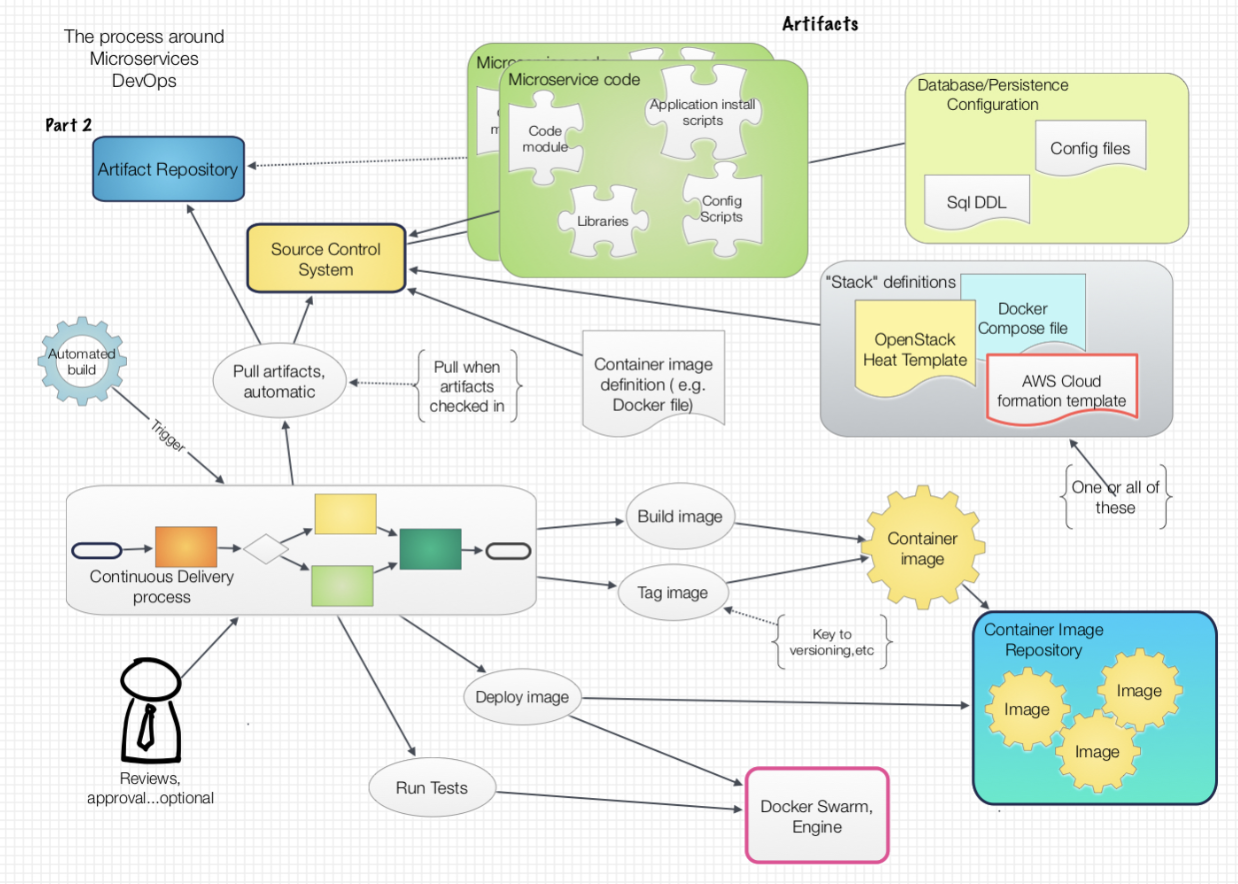 Artifacts
The process around
Microservices
DevOps
Part 2
Microservice code
Microservice code
Code
module
Application install
scripts
Libraries
Config
Scripts
Database/Persistence
Configuration
Config files
Sql DDL
Artifact Repository
Source Control
System
"Stack" definitions
Docker
Compose file
OpenStack
Heat Template
AWS Cloud
formation template
Automated
build
Pull artifacts,
automatic
Pull when
artifacts
checked in
Container image
definition ( e.g.
Docker file)
Trigger
One or all of
these
Build image
Container
image
Continuous Delivery
process
Tag image
Key to
versioning,etc
Container Image
Repository
Image
Image
Image
Deploy image
Reviews,
approval...optional
Run Tests
Docker Swarm,
Engine